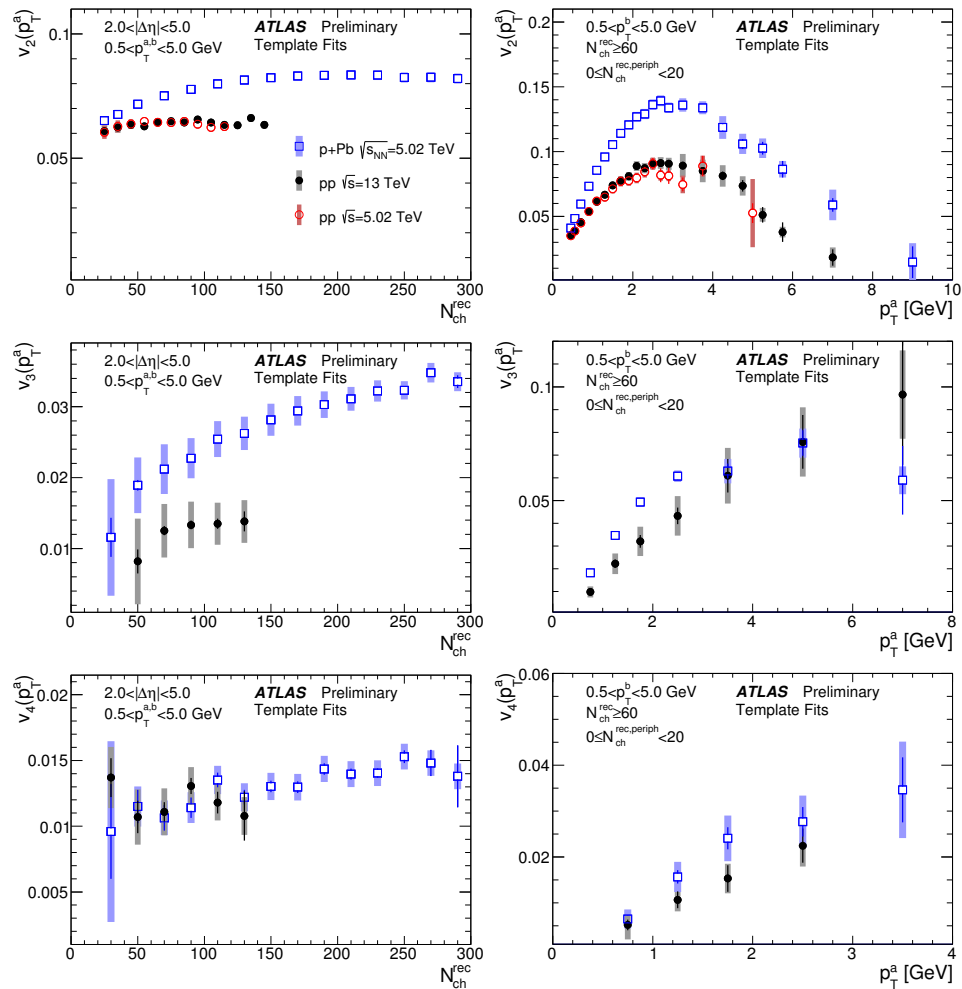 v₂(p_T^a)
2.0<|Δη|<5.0
0.5<p_T^{a,b}<5.0 GeV
ATLAS Preliminary
Template Fits
0.1
0.05
p+Pb √s_NN=5.02 TeV
pp √s=13 TeV
pp √s=5.02 TeV
0 50 100 150 200 250 300
N_ch^rec
v₂(p_T^a)
0.5<p_T^b<5.0 GeV
N_ch^rec≥60
0≤N_ch^{rec,periph}<20
ATLAS Preliminary
Template Fits
0.2
0.15
0.1
0.05
0 2 4 6 8 10
p_T^a [GeV]
v₃(p_T^a)
2.0<|Δη|<5.0
0.5<p_T^{a,b}<5.0 GeV
ATLAS Preliminary
Template Fits
0.03
0.02
0.01
0 50 100 150 200 250 300
N_ch^rec
v₃(p_T^a)
0.5<p_T^b<5.0 GeV
N_ch^rec≥60
0≤N_ch^{rec,periph}<20
ATLAS Preliminary
Template Fits
0.1
0.05
0 2 4 6 8
p_T^a [GeV]
v₄(p_T^a)
2.0<|Δη|<5.0
0.5<p_T^{a,b}<5.0 GeV
ATLAS Preliminary
Template Fits
0.02
0.015
0.01
0.005
0 50 100 150 200 250 300
N_ch^rec
v₄(p_T^a)
0.5<p_T^b<5.0 GeV
N_ch^rec≥60
0≤N_ch^{rec,periph}<20
ATLAS Preliminary
Template Fits
0.06
0.04
0.02
0 1 2 3 4
p_T^a [GeV]